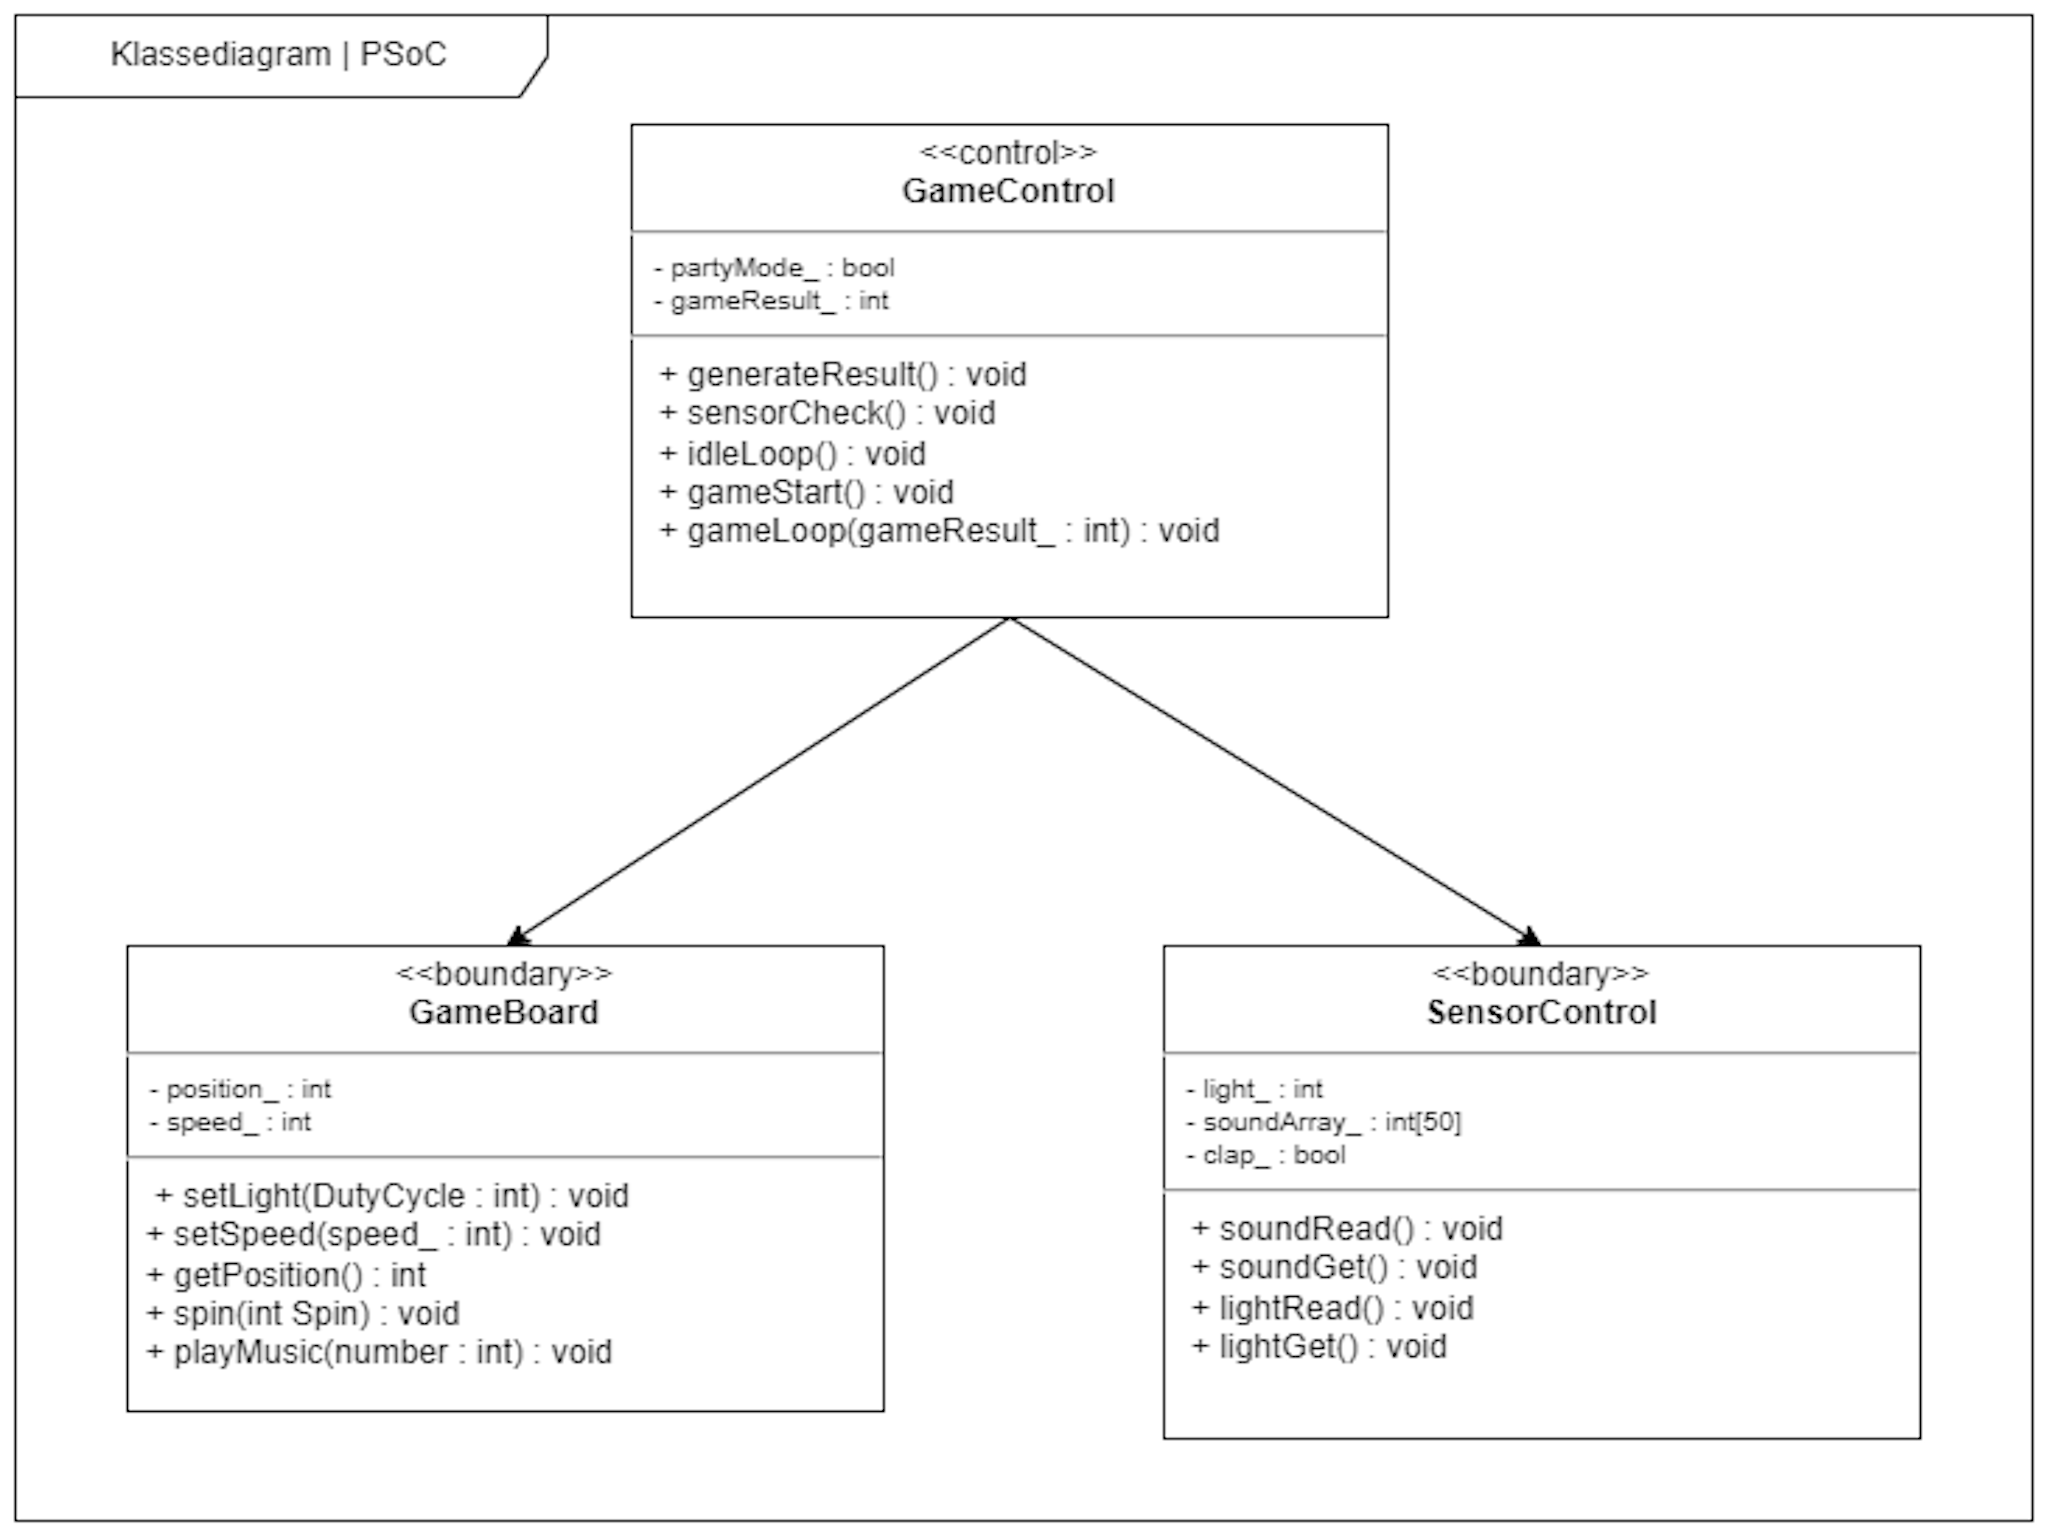 Klassediagram | PSoC
<<control>>
GameControl
- partyMode_ : bool
- gameResult_ : int
+ generateResult() : void
+ sensorCheck() : void
+ idleLoop() : void
+ gameStart() : void
+ gameLoop(gameResult_ : int) : void
<<boundary>>
GameBoard
- position_ : int
- speed_ : int
+ setLight(DutyCycle : int) : void
+ setSpeed(speed_ : int) : void
+ getPosition() : int
+ spin(int Spin) : void
+ playMusic(number : int) : void
<<boundary>>
SensorControl
- light_ : int
- soundArray_ : int[50]
- clap_ : bool
+ soundRead() : void
+ soundGet() : void
+ lightRead() : void
+ lightGet() : void